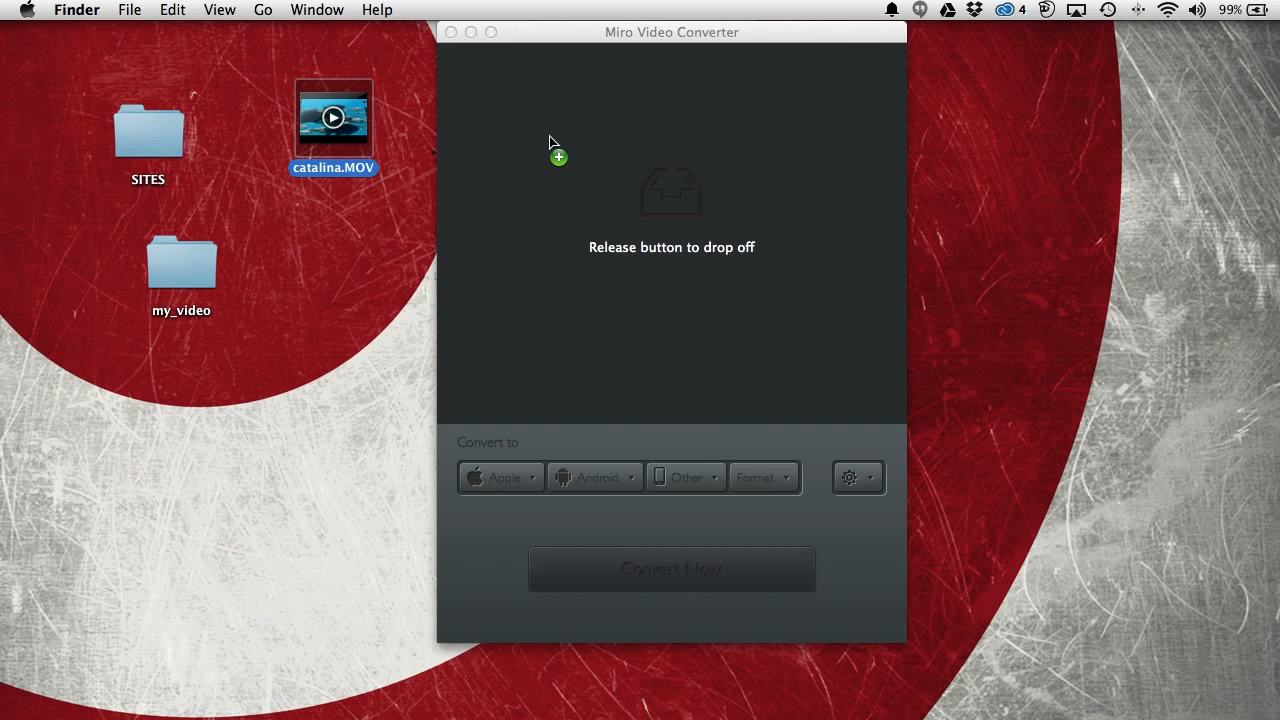 Finder File Edit View Go Window Help 4 99%
Miro Video Converter
catalina.MOV
SITES
Release button to drop off
my_video
Convert to
Apple Android Other Format
Convert Now